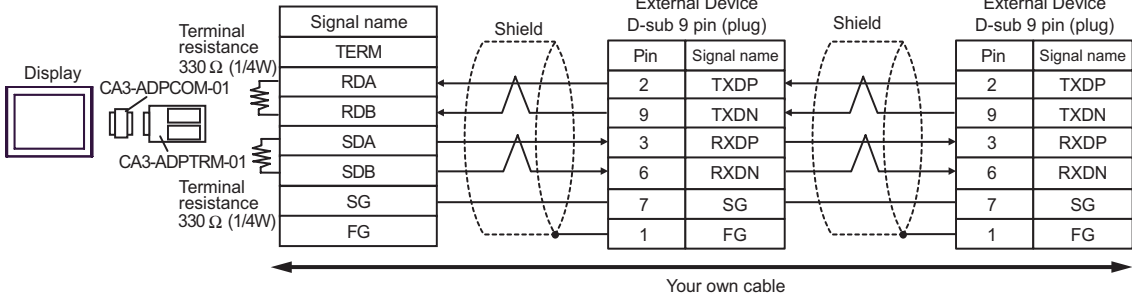 Display
CA3-ADPCOM-01
CA3-ADPTRM-01
Terminal
resistance
330 Ω (1/4W)
Terminal
resistance
330 Ω (1/4W)
Signal name
TERM
RDA
RDB
SDA
SDB
SG
FG
Shield
External Device
D-sub 9 pin (plug)
Pin Signal name
2 TXDP
9 TXDN
3 RXDP
6 RXDN
7 SG
1 FG
Shield
External Device
D-sub 9 pin (plug)
Pin Signal name
2 TXDP
9 TXDN
3 RXDP
6 RXDN
7 SG
1 FG
Your own cable